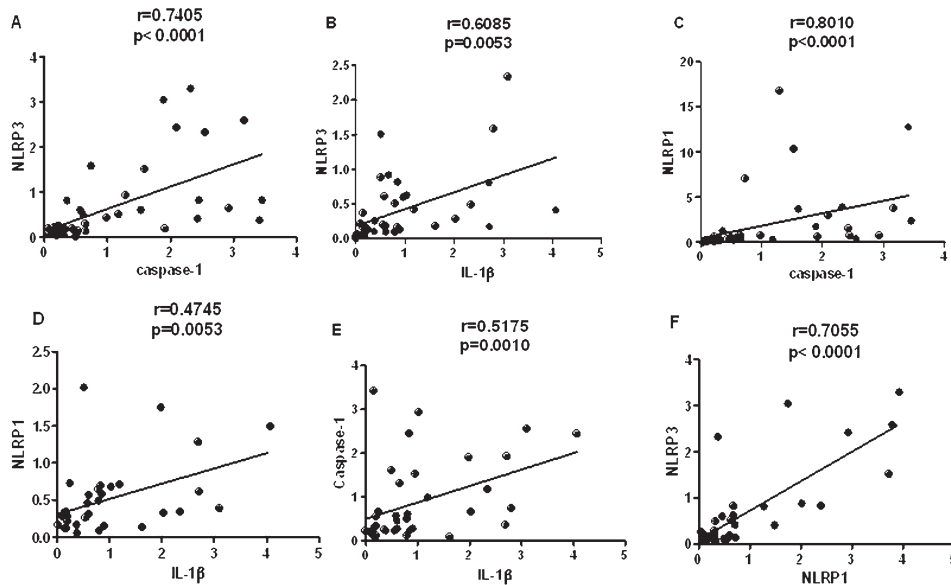 A
r=0.7405
p< 0.0001
NLRP3
4
3
2
1
0
0 1 2 3 4
caspase-1
B
r=0.6085
p=0.0053
NLRP3
2.5
2.0
1.5
1.0
0.5
0.0
0 1 2 3 4 5
IL-1β
C
r=0.8010
p<0.0001
NLRP1
20
15
10
5
0
0 1 2 3 4
caspase-1
D
r=0.4745
p=0.0053
NLRP1
2.5
2.0
1.5
1.0
0.5
0.0
0 1 2 3 4 5
IL-1β
E
r=0.5175
p=0.0010
Caspase-1
4
3
2
1
0
0 1 2 3 4 5
IL-1β
F
r=0.7055
p< 0.0001
NLRP3
4
3
2
1
0
0 1 2 3 4 5
NLRP1